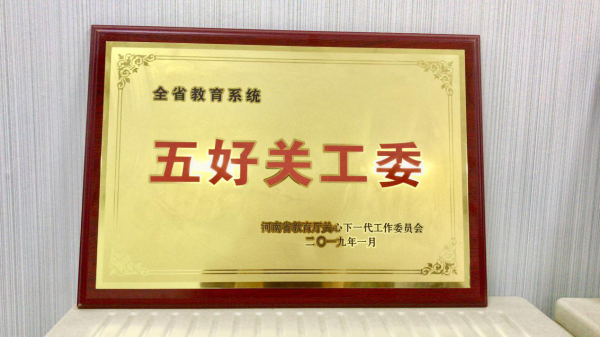 全省教育系统
五好关工委
河南省教育厅关心下一代工作委员会
二〇一九年一月